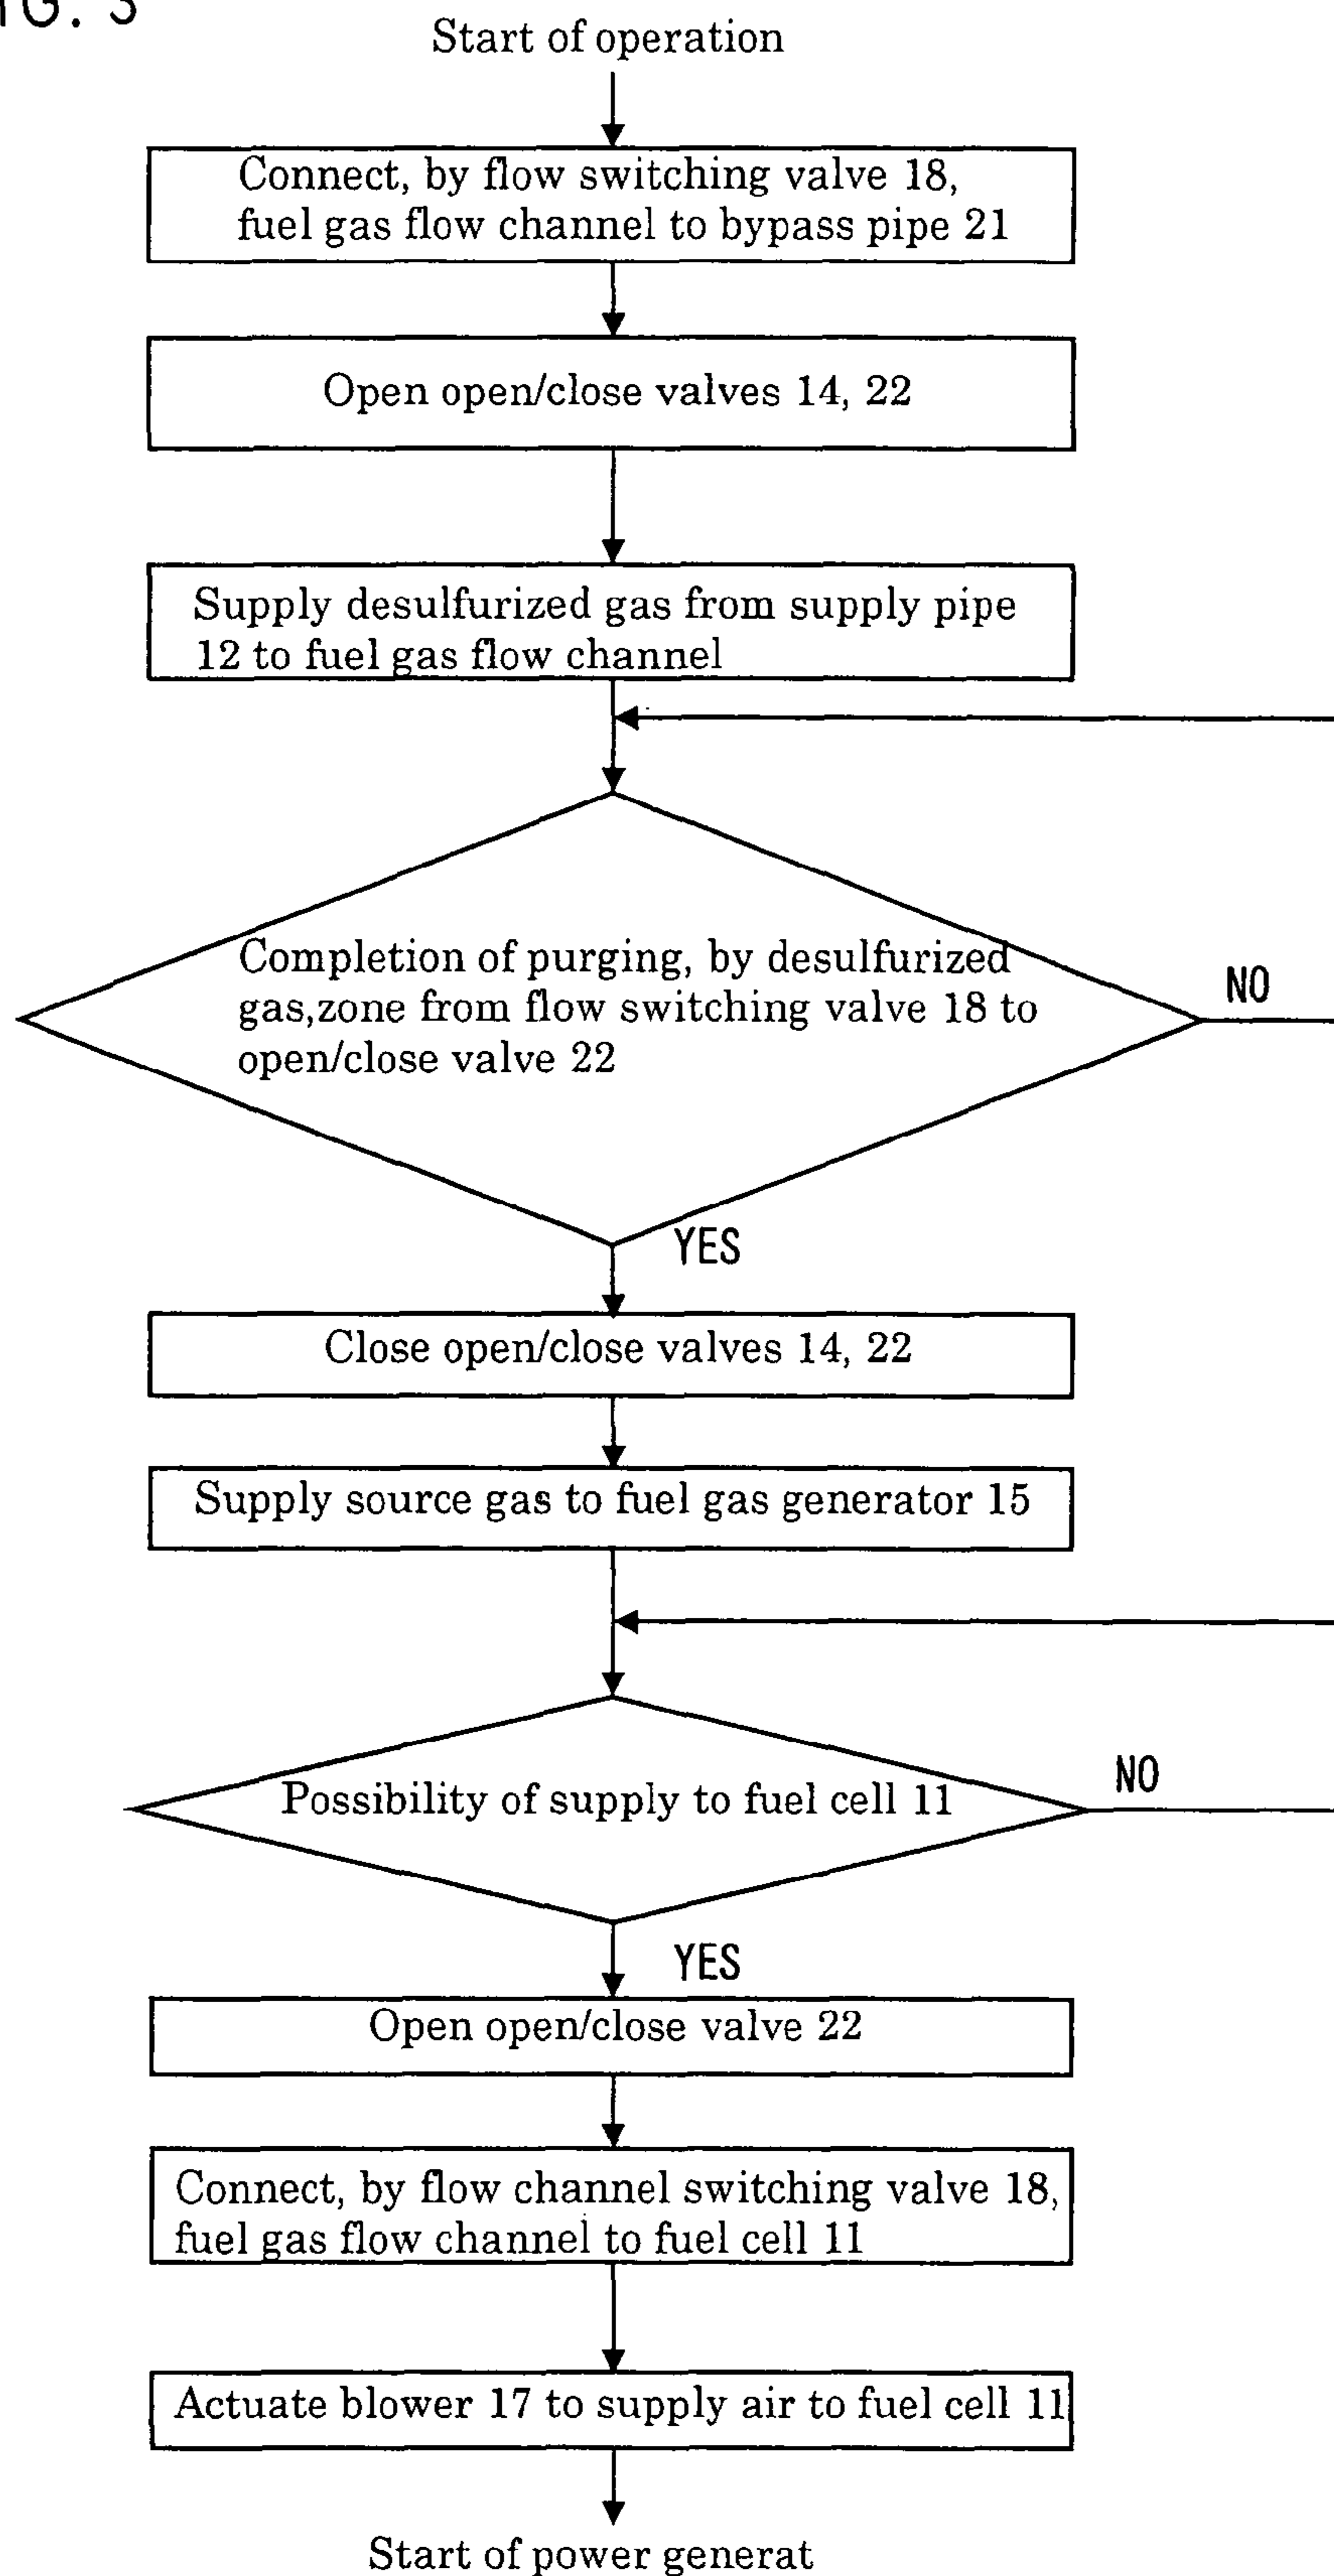 FIG. 3
Start of operation
Connect, by flow switching valve 18,
fuel gas flow channel to bypass pipe 21
Open open/close valves 14, 22
Supply desulfurized gas from supply pipe
12 to fuel gas flow channel
Completion of purging, by desulfurized
gas,zone from flow switching valve 18 to
open/close valve 22
NO
YES
Close open/close valves 14, 22
Supply source gas to fuel gas generator 15
Possibility of supply to fuel cell 11
NO
YES
Open open/close valve 22
Connect, by flow channel switching valve 18,
fuel gas flow channel to fuel cell 11
Actuate blower 17 to supply air to fuel cell 11
Start of power generat